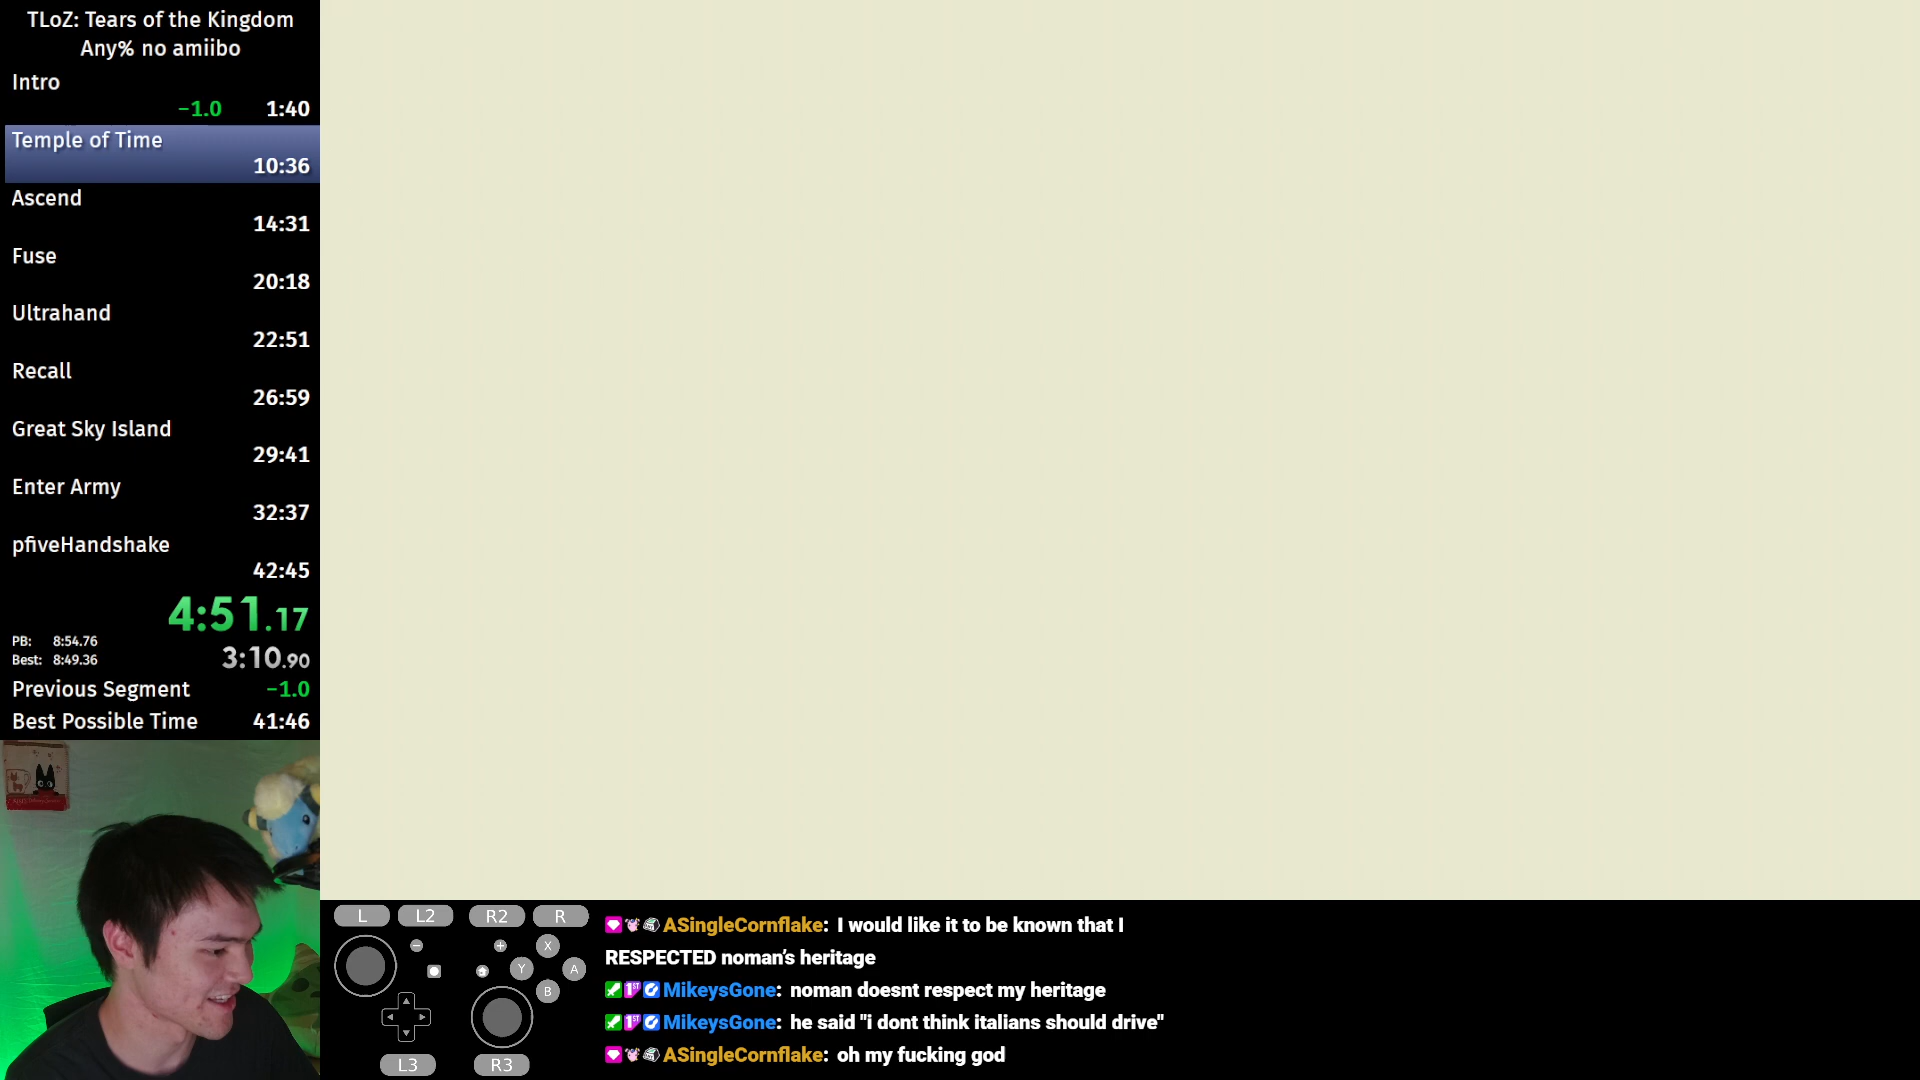 TLoZ: Tears of the Kingdom
Any% no amiibo
Intro
−1.0 1:40
Temple of Time
10:36
Ascend
14:31
Fuse
20:18
Ultrahand
22:51
Recall
26:59
Great Sky Island
29:41
Enter Army
32:37
pfiveHandshake
42:45
4:51.17
PB: 8:54.76
Best: 8:49.36
3:10.90
Previous Segment −1.0
Best Possible Time 41:46
L L2 R2 R
X
Y A
B
L3 R3
ASingleCornflake: I would like it to be known that I
RESPECTED noman's heritage
MikeysGone: noman doesnt respect my heritage
MikeysGone: he said "i dont think italians should drive"
ASingleCornflake: oh my fucking god